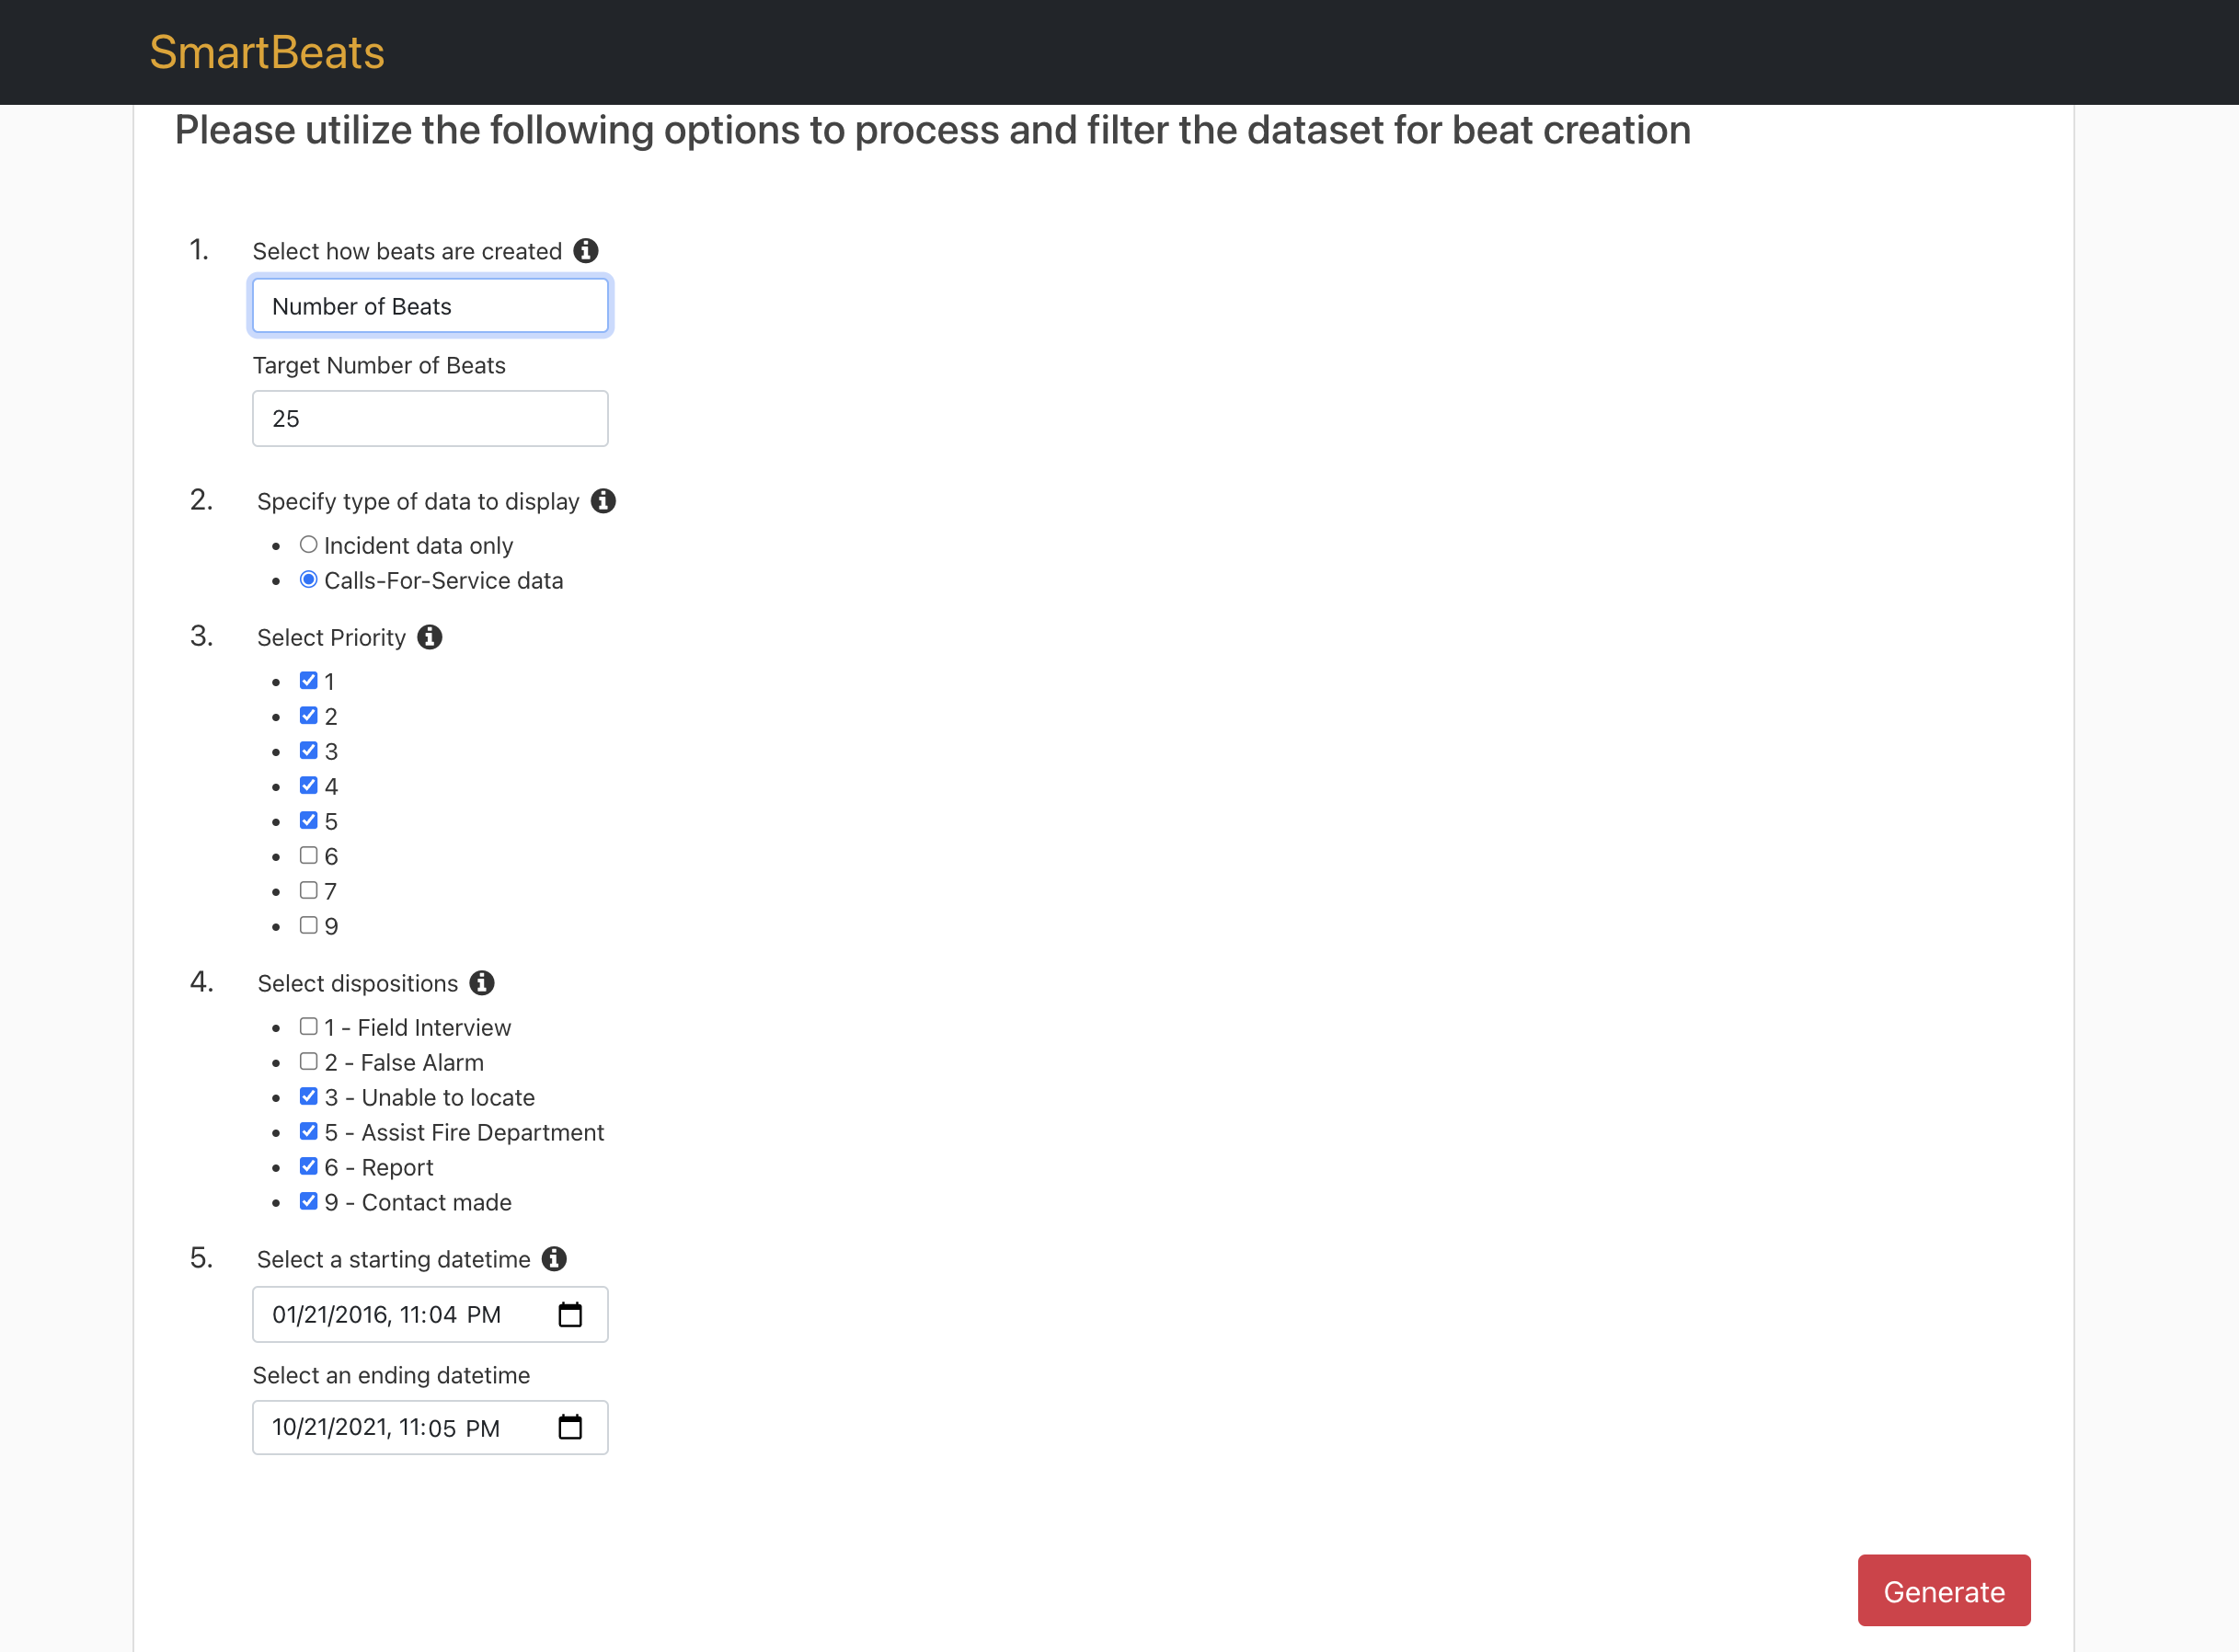 SmartBeats
Please utilize the following options to process and filter the dataset for beat creation
1. Select how beats are created
Number of Beats
Target Number of Beats
25
2. Specify type of data to display
Incident data only
Calls-For-Service data
3. Select Priority
1
2
3
4
5
6
7
9
4. Select dispositions
1 - Field Interview
2 - False Alarm
3 - Unable to locate
5 - Assist Fire Department
6 - Report
9 - Contact made
5. Select a starting datetime
01/21/2016, 11:04 PM
Select an ending datetime
10/21/2021, 11:05 PM
Generate